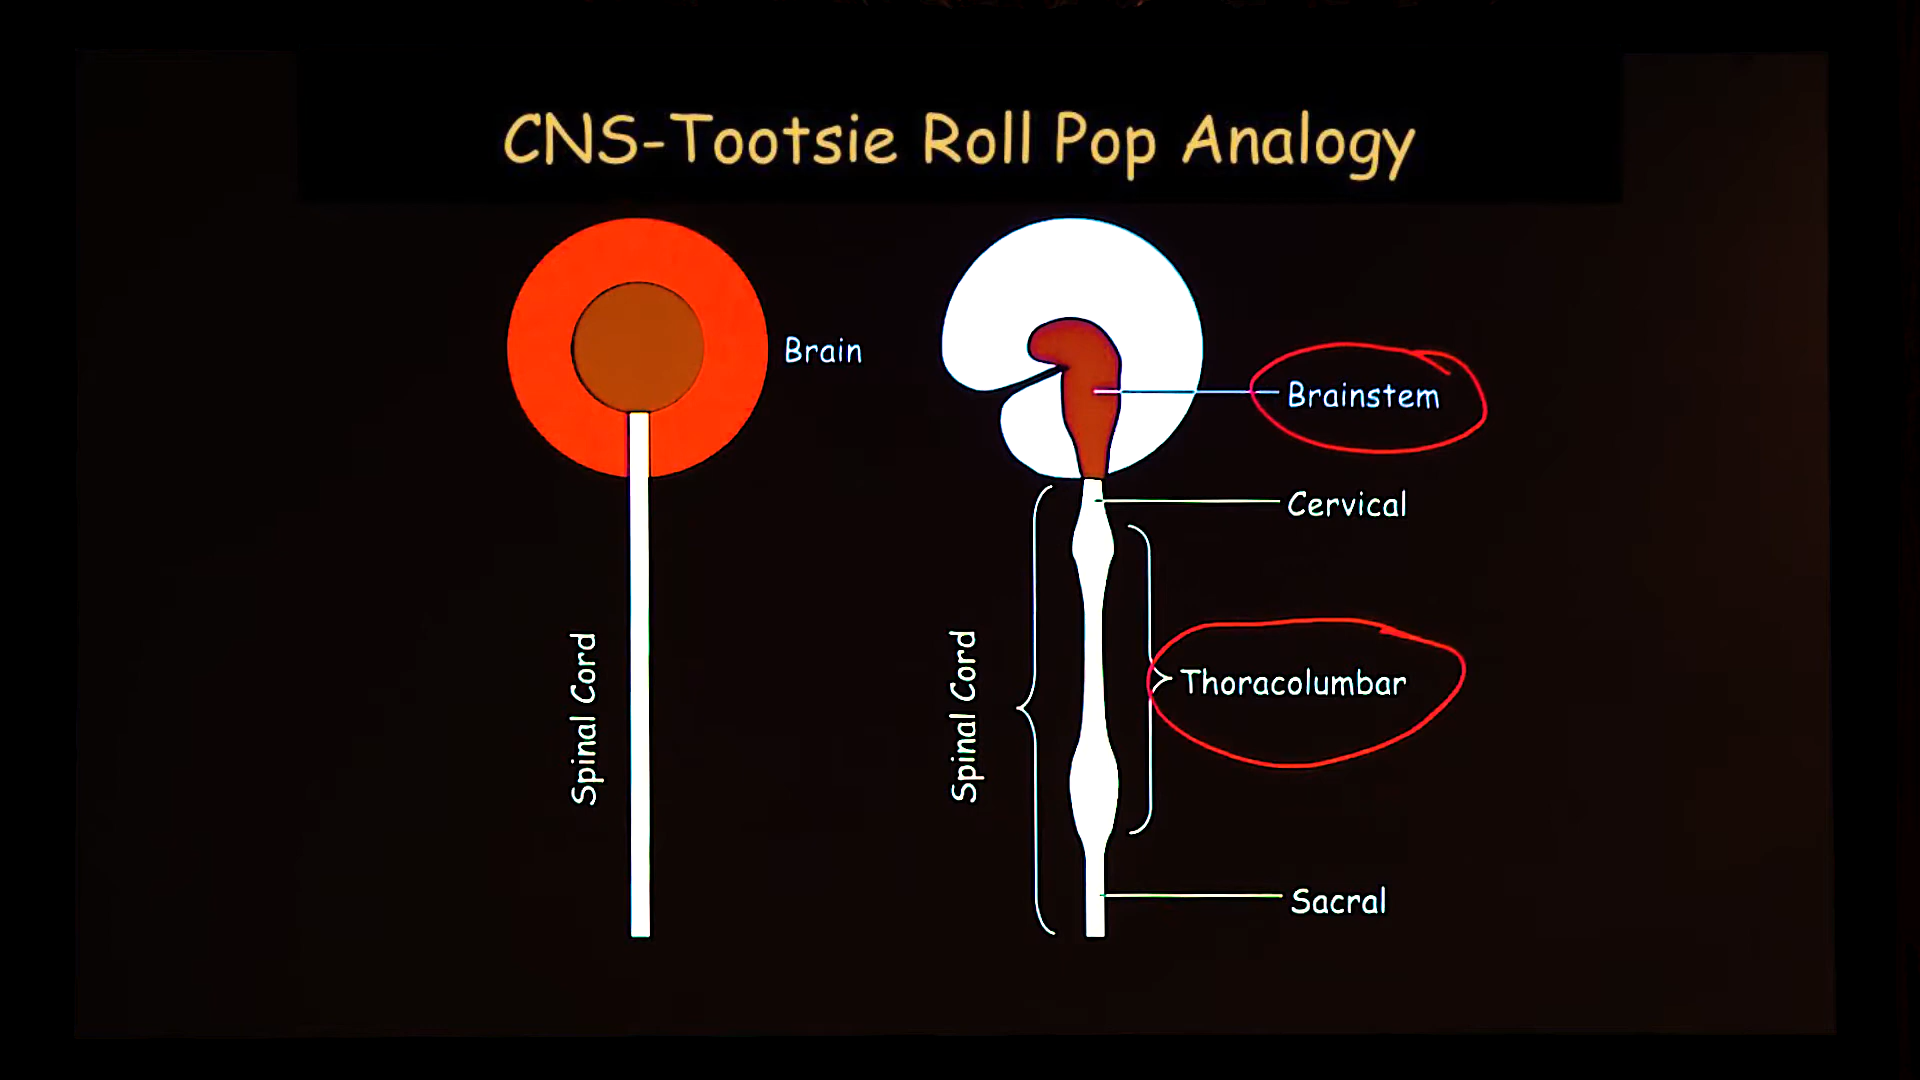 CNS-Tootsie Roll Pop Analogy
Brain
Brainstem
Cervical
Spinal Cord
Spinal Cord
Thoracolumbar
Sacral